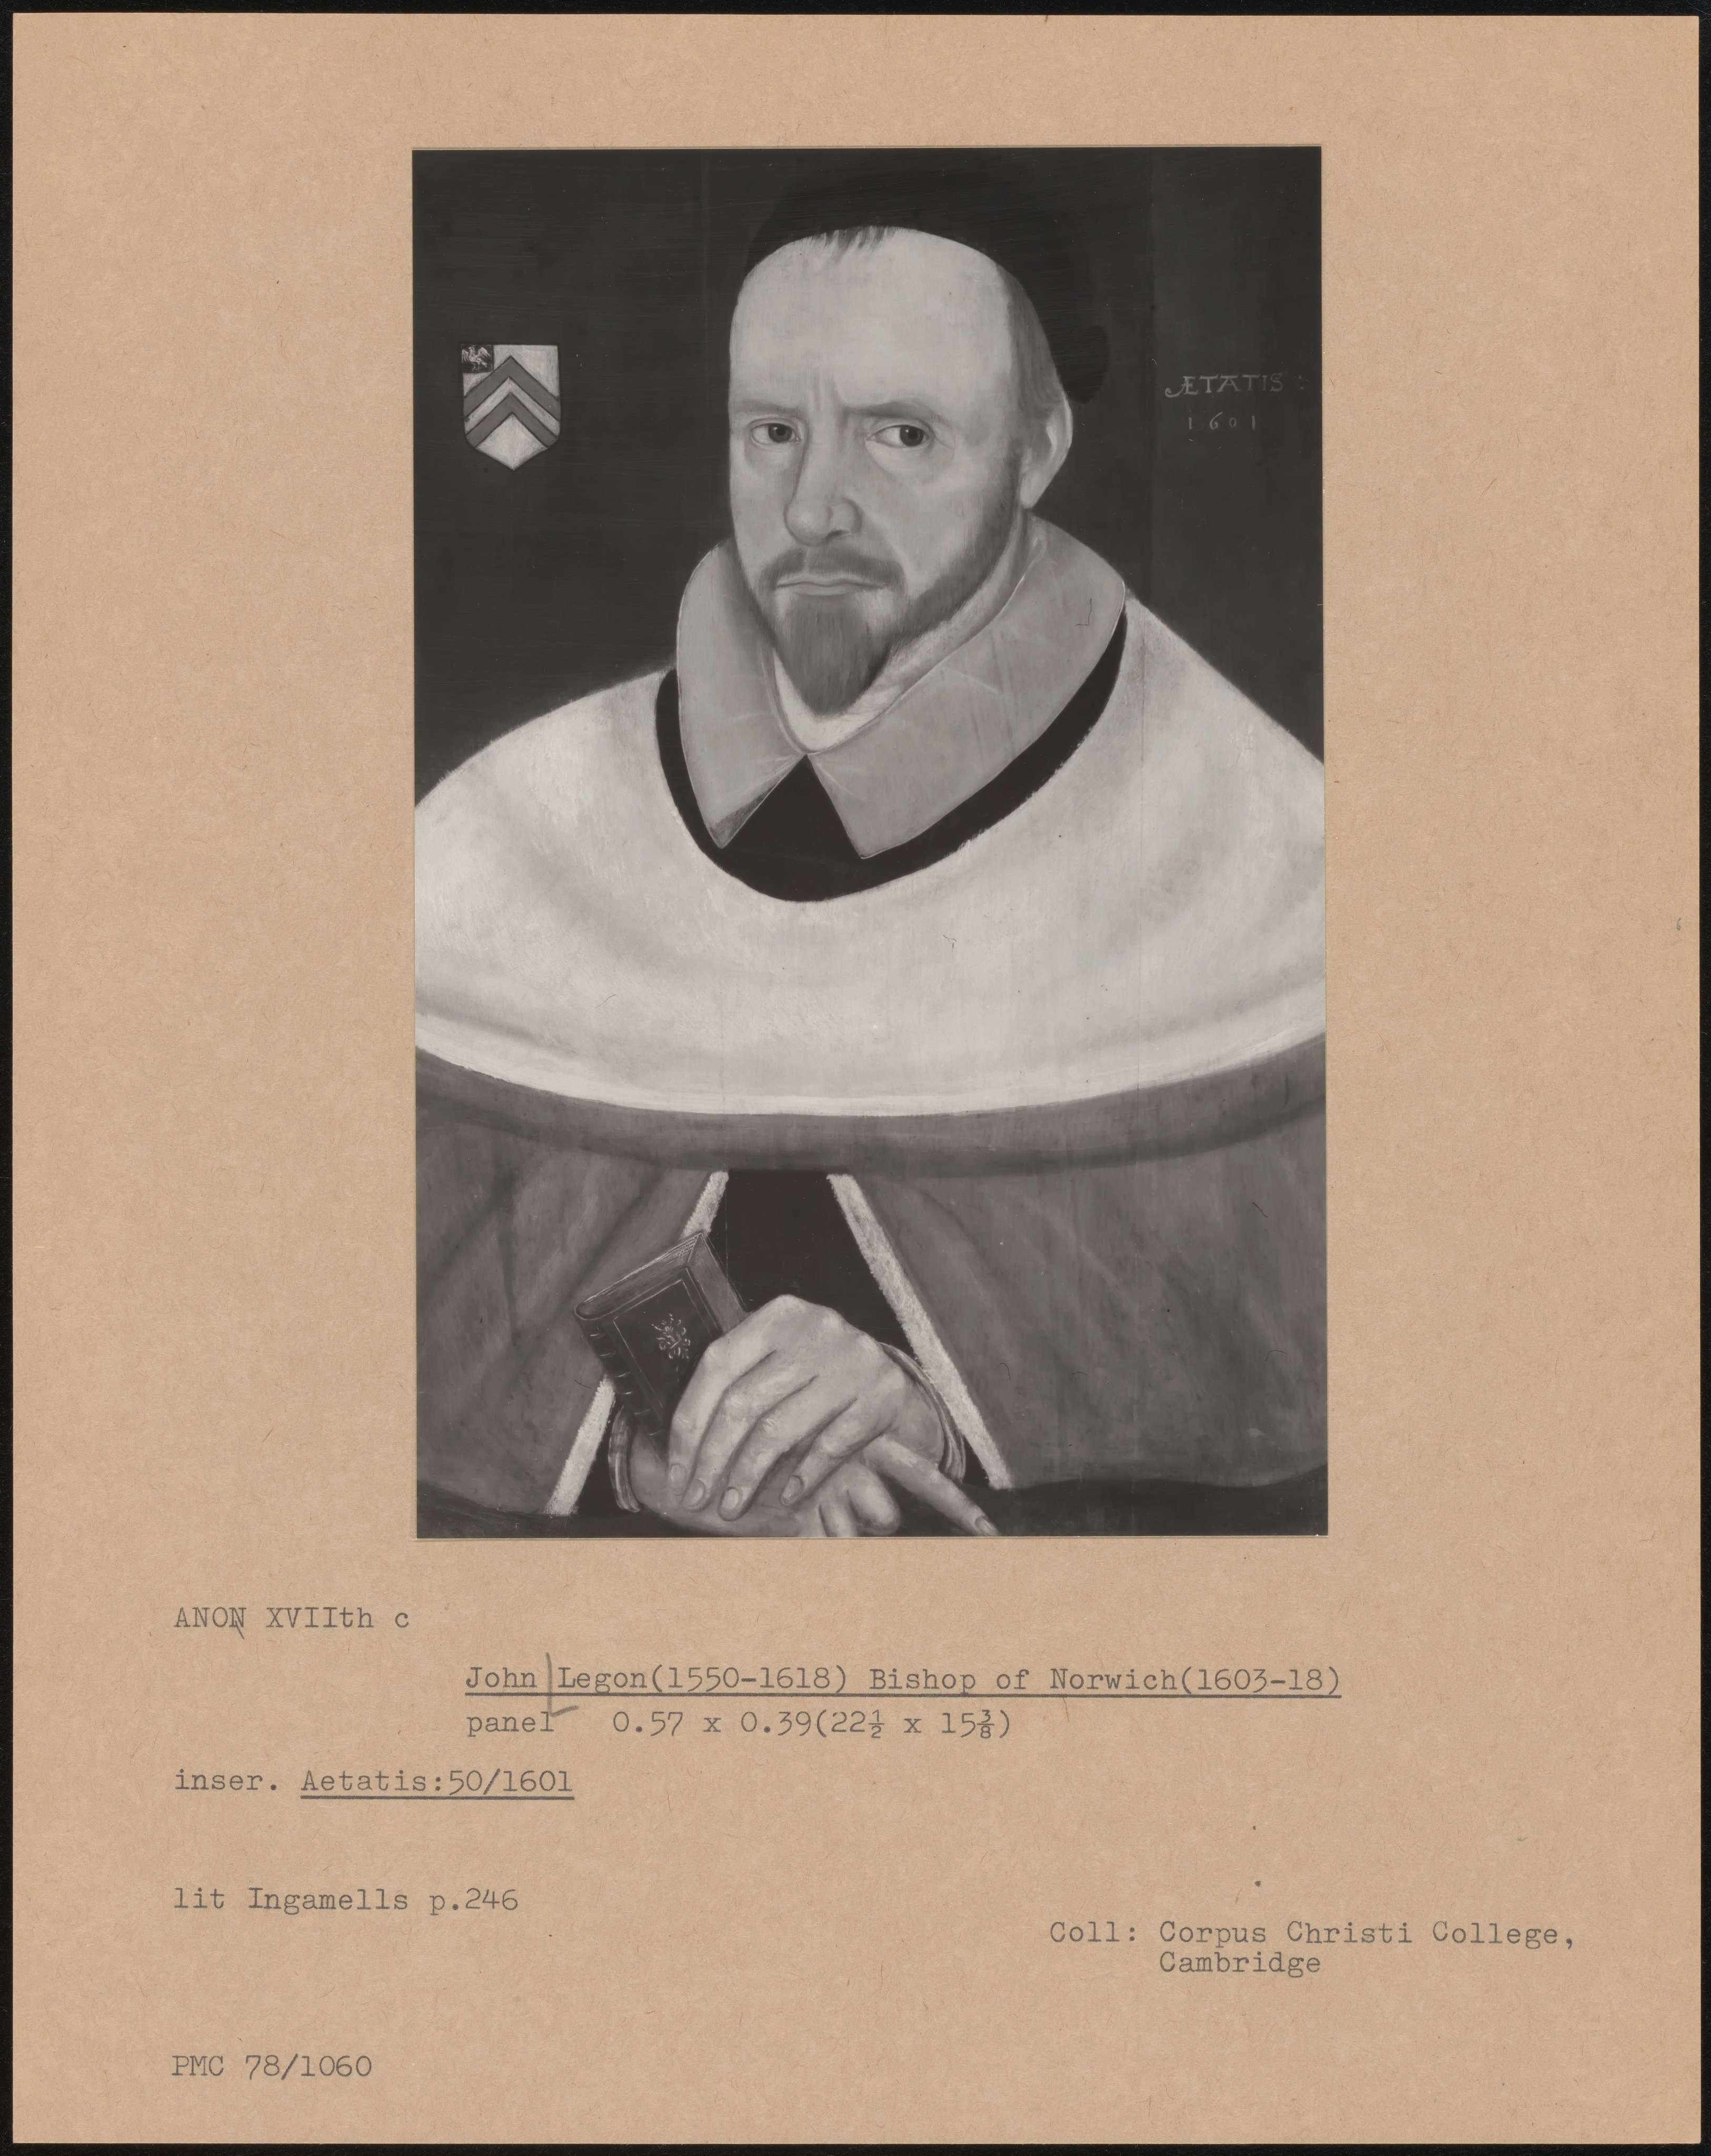 ÆTATIS:
1601
ANON XVIIth c
John Legon(1550-1618) Bishop of Norwich(1603-18)
panel 0.57 x 0.39(22½ x 15⅜)
inser. Aetatis:50/1601
lit Ingamells p.246
Coll: Corpus Christi College,
Cambridge
PMC 78/1060